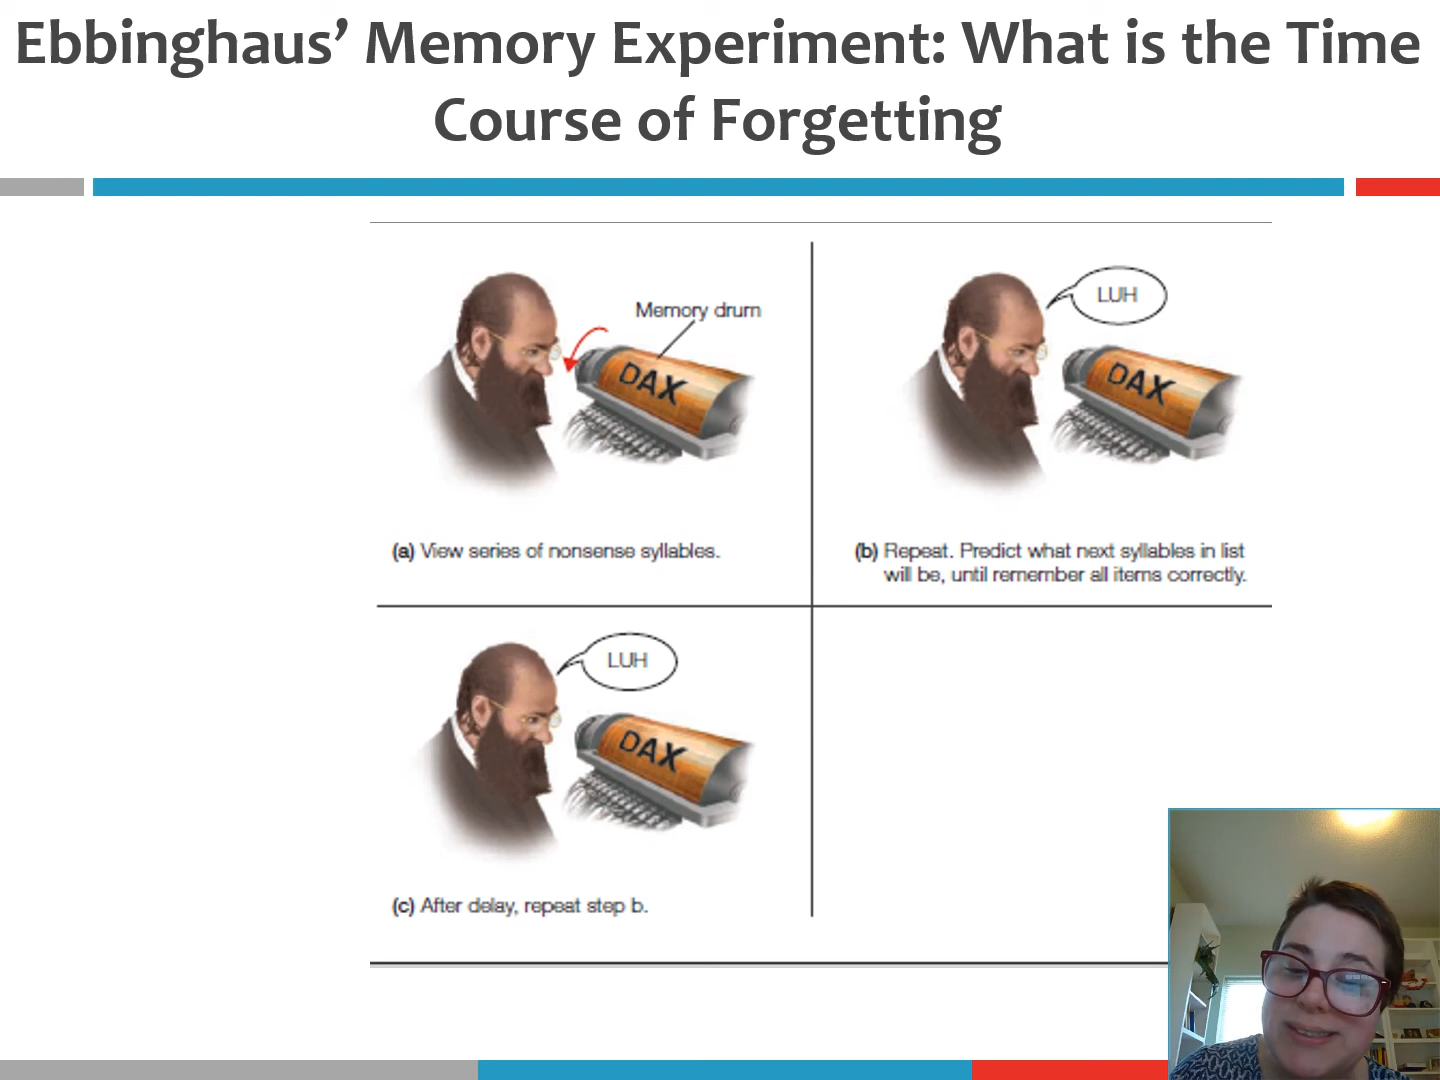 Ebbinghaus’ Memory Experiment: What is the Time
Course of Forgetting
Memory drum
DAX
(a) View series of nonsense syllables.
LUH
DAX
(b) Repeat. Predict what next syllables in list
will be, until remember all items correctly.
LUH
DAX
(c) After delay, repeat step b.